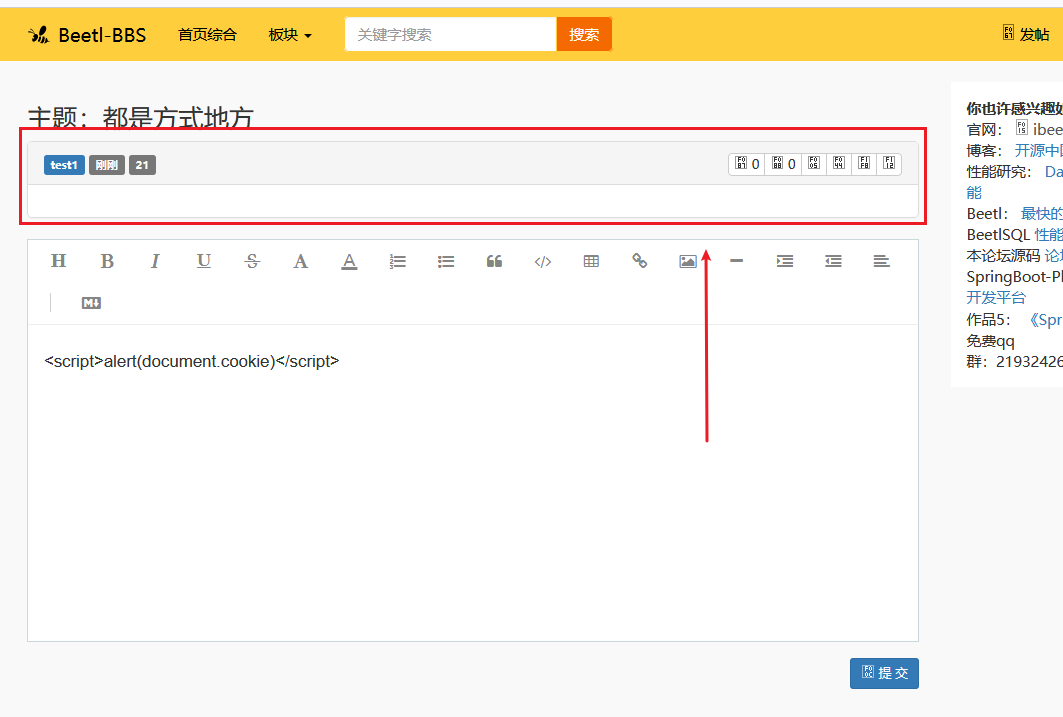 Beetl-BBS 首页综合 板块 关键字搜索 搜索 发帖
主题：都是方式地方
test1 刚刚 21 0 0
H B I U S A A
<script>alert(document.cookie)</script>
提交
你也许感兴趣
官网： ibee
博客： 开源中
性能研究： Da
能
Beetl： 最快的
BeetlSQL 性能
本论坛源码 论
SpringBoot-Pl
开发平台
作品5： 《Spr
免费qq
群：21932426